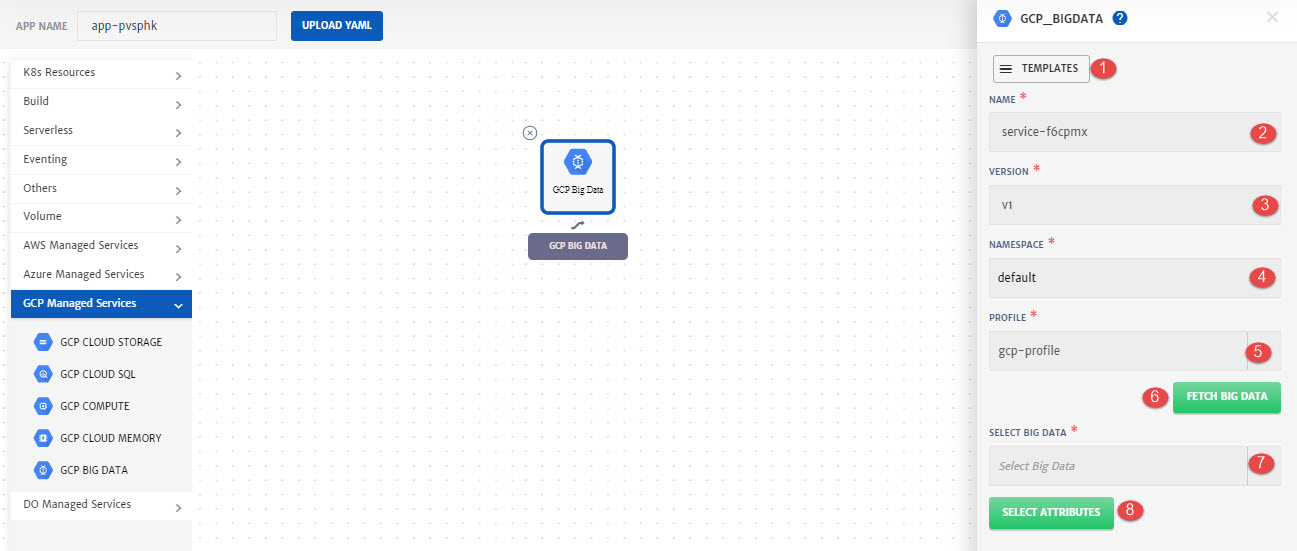 APP NAME
app-pvsphk
UPLOAD YAML
K8s Resources
Build
Serverless
Eventing
Others
Volume
AWS Managed Services
Azure Managed Services
GCP Managed Services
GCP CLOUD STORAGE
GCP CLOUD SQL
GCP COMPUTE
GCP CLOUD MEMORY
GCP BIG DATA
DO Managed Services
GCP Big Data
GCP BIG DATA
GCP_BIGDATA ?
TEMPLATES 1
NAME *
service-f6cpmx 2
VERSION *
v1 3
NAMESPACE *
default 4
PROFILE *
gcp-profile 5
6 FETCH BIG DATA
SELECT BIG DATA *
Select Big Data 7
SELECT ATTRIBUTES 8